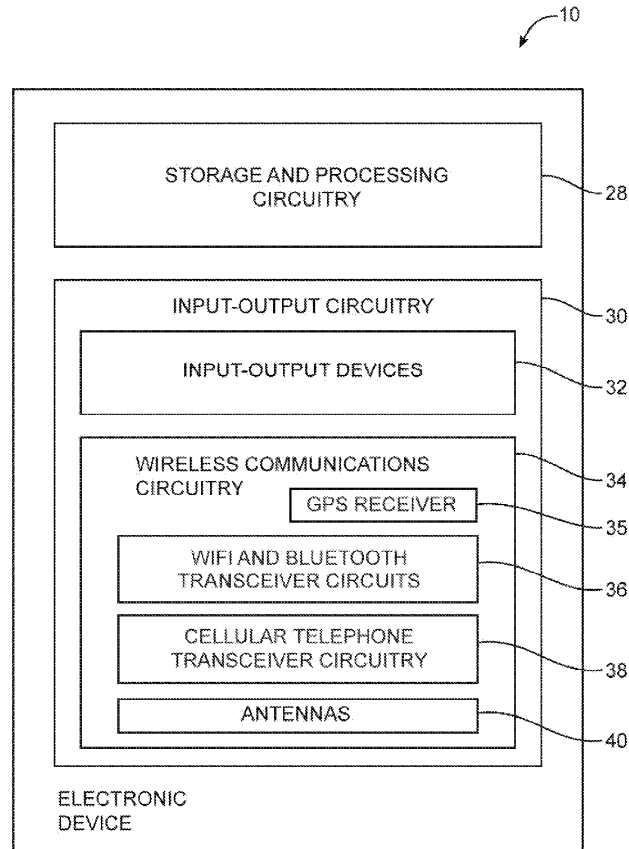 10
STORAGE AND PROCESSING
CIRCUITRY
28
INPUT-OUTPUT CIRCUITRY
30
INPUT-OUTPUT DEVICES
32
WIRELESS COMMUNICATIONS
CIRCUITRY
34
GPS RECEIVER
35
WIFI AND BLUETOOTH
TRANSCEIVER CIRCUITS
36
CELLULAR TELEPHONE
TRANSCEIVER CIRCUITRY
38
ANTENNAS
40
ELECTRONIC
DEVICE